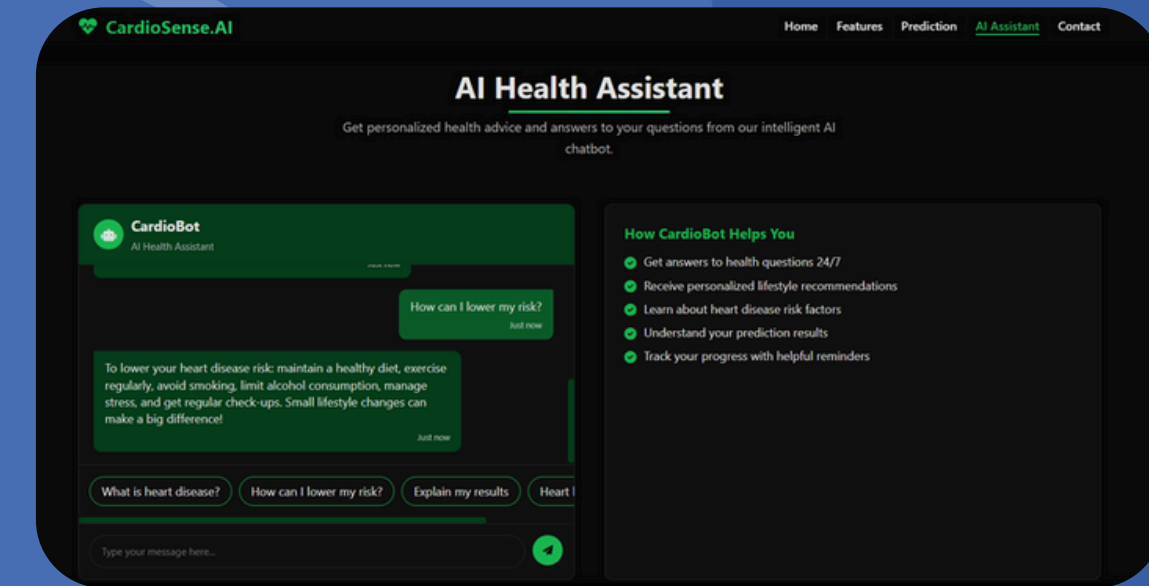 CardioSense.AI
Home Features Prediction AI Assistant Contact
AI Health Assistant
Get personalized health advice and answers to your questions from our intelligent AI
chatbot.
CardioBot
AI Health Assistant
Just now
How can I lower my risk?
Just now
To lower your heart disease risk: maintain a healthy diet, exercise
regularly, avoid smoking, limit alcohol consumption, manage
stress, and get regular check-ups. Small lifestyle changes can
make a big difference!
Just now
What is heart disease? How can I lower my risk? Explain my results Heart
Type your message here...
How CardioBot Helps You
Get answers to health questions 24/7
Receive personalized lifestyle recommendations
Learn about heart disease risk factors
Understand your prediction results
Track your progress with helpful reminders